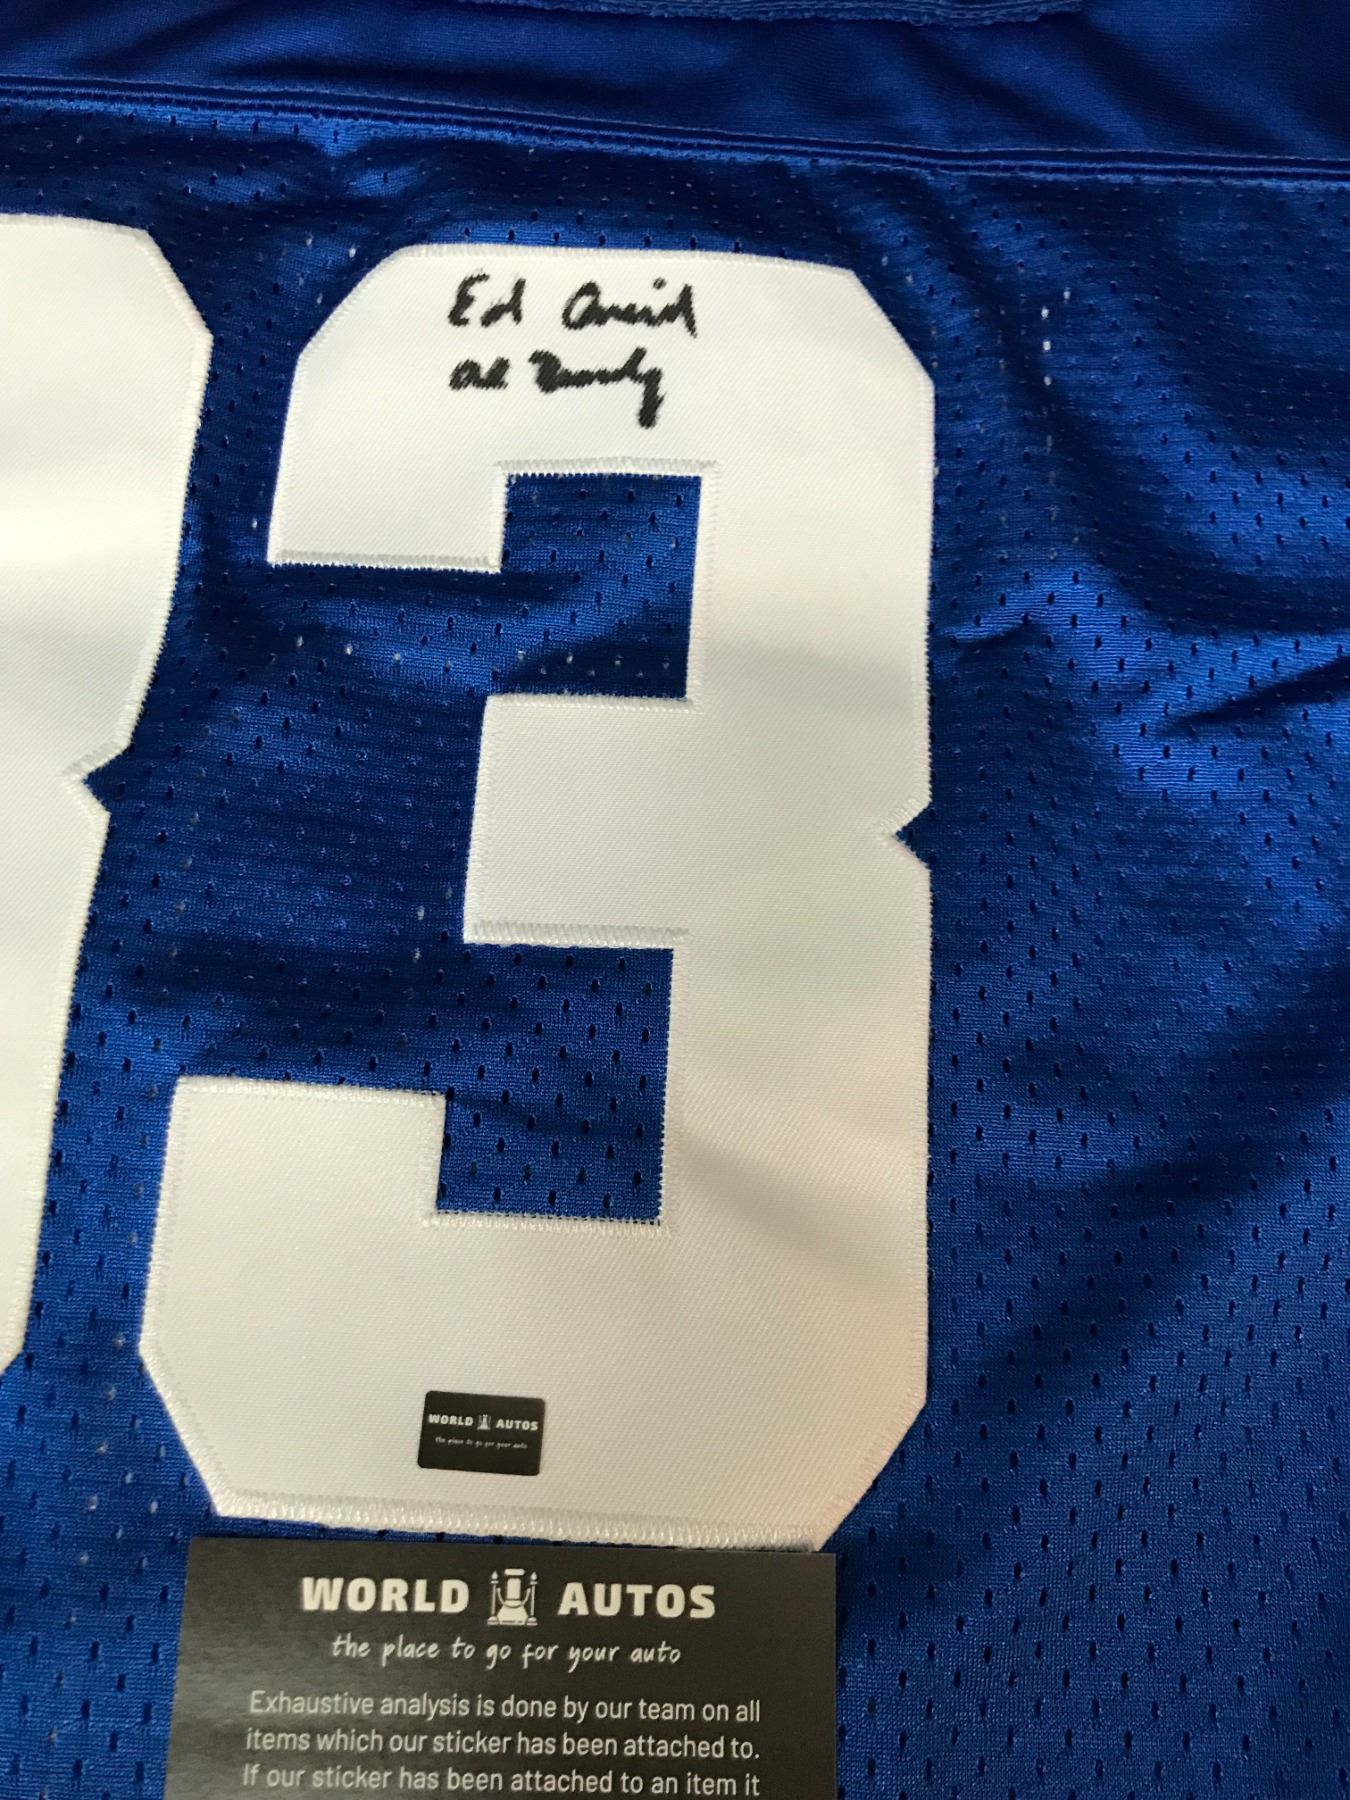 3
Ed
WORLD AUTOS
the place to go for your auto
WORLD AUTOS
the place to go for your auto
Exhaustive analysis is done by our team on all
items which our sticker has been attached to.
If our sticker has been attached to an item it